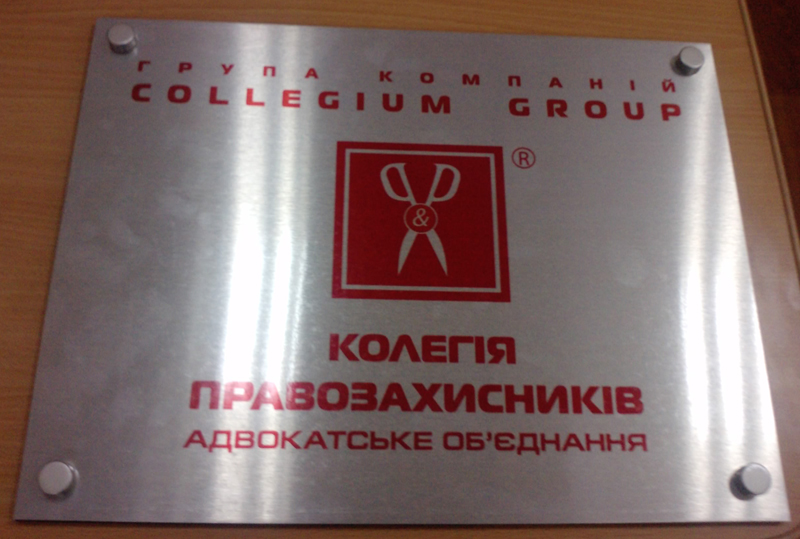 ГРУПА КОМПАНІЙ
COLLEGIUM GROUP
®
&
КОЛЕГІЯ
ПРАВОЗАХИСНИКІВ
АДВОКАТСЬКЕ ОБ'ЄДНАННЯ